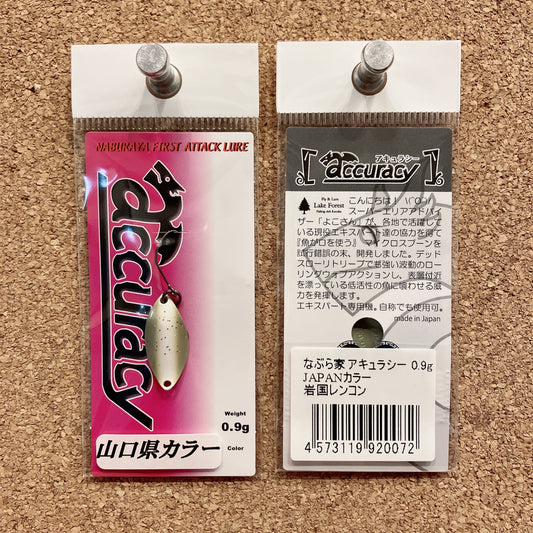 NABURAYA FIRST ATTACK LURE
accuracy
Weight
0.9g
Color
山口県カラー
アキュラシー
accuracy
Fly & Lure
Lake Forest
こんにちは！ \(^O^)/
スーパーエリアアドバイ
ザー「よこさん」が、各地で活躍して
いる現役エキスパート達の協力を得て
『魚が口を使う』マイクロスプーンを
試行錯誤の末、開発しました。デッド
スローリトリーブでも強い波動のロー
リングウォブアクションし、表層付近
を漂っている低活性の魚に喰わせる威
力を発揮します。
エキスパート専用機。自称でも使用可。
made in Japan
なぶら家 アキュラシー 0.9g
JAPANカラー
岩国レンコン
4 573119 920072